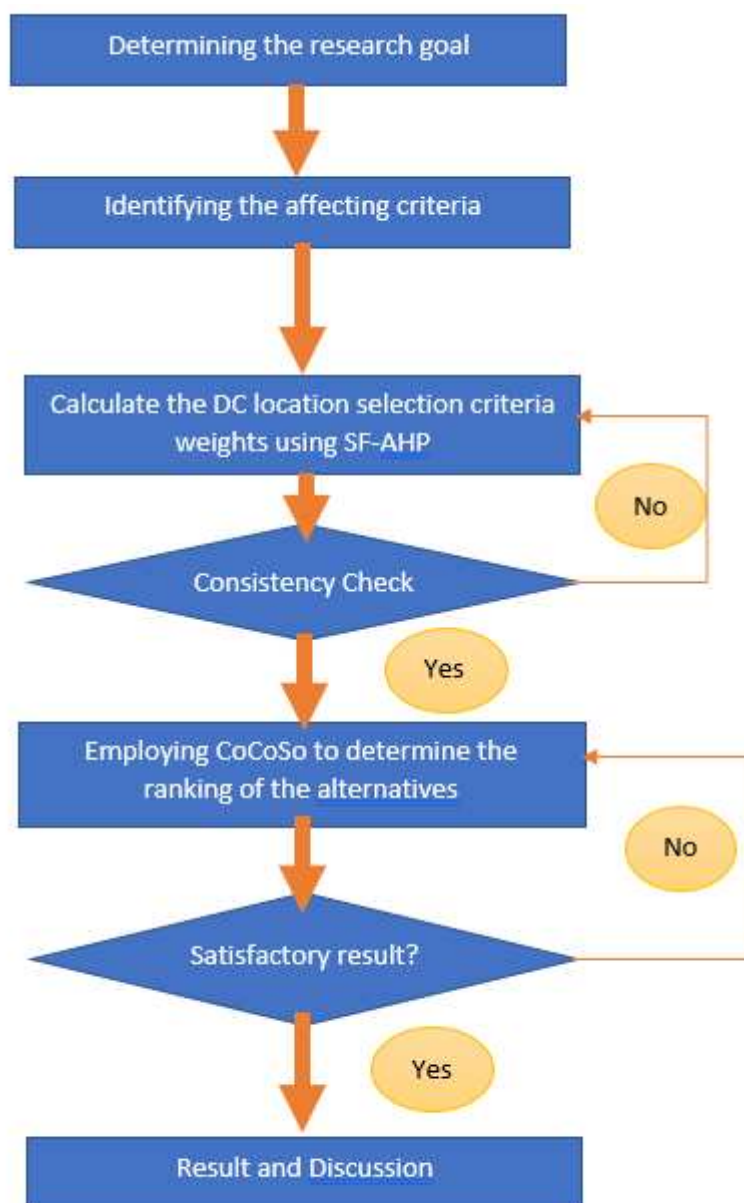 Determining the research goal
Identifying the affecting criteria
Calculate the DC location selection criteria
weights using SF-AHP
No
Consistency Check
Yes
Employing CoCoSo to determine the
ranking of the alternatives
No
Satisfactory result?
Yes
Result and Discussion